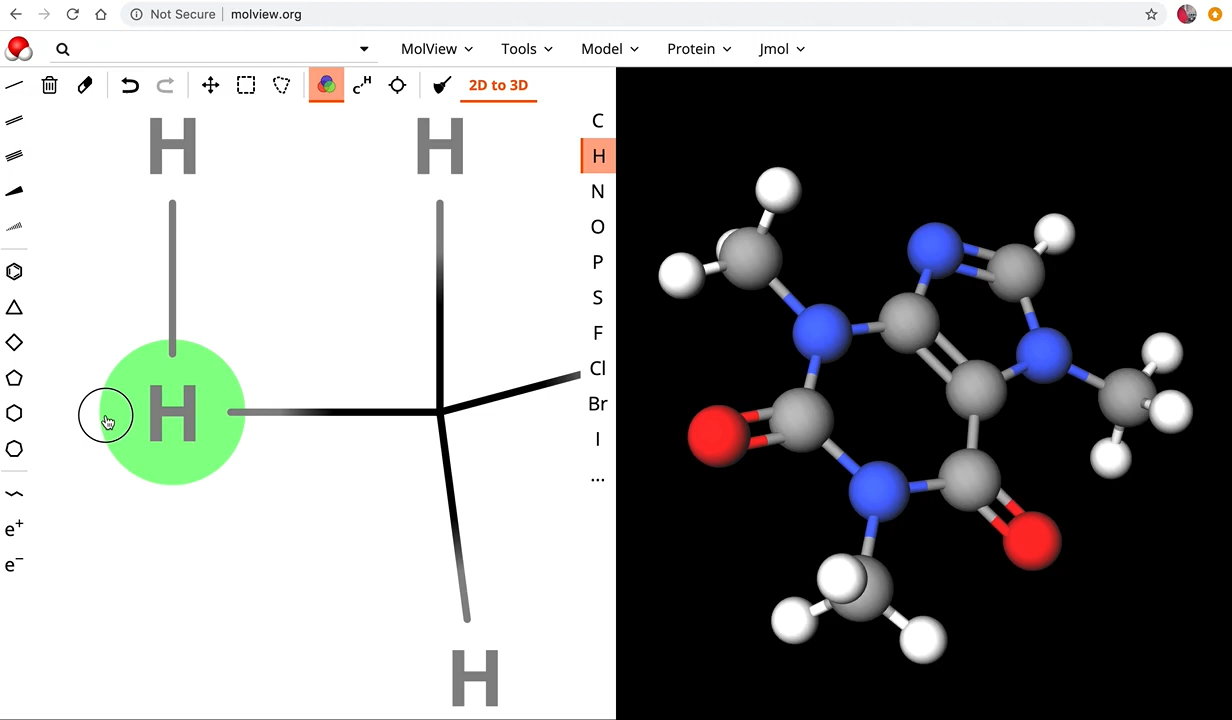 Not Secure | molview.org
MolView Tools Model Protein Jmol
C H 2D to 3D
H H
C
H
N
O
P
S
F
Cl
Br
I
...
H
H
e+
e−